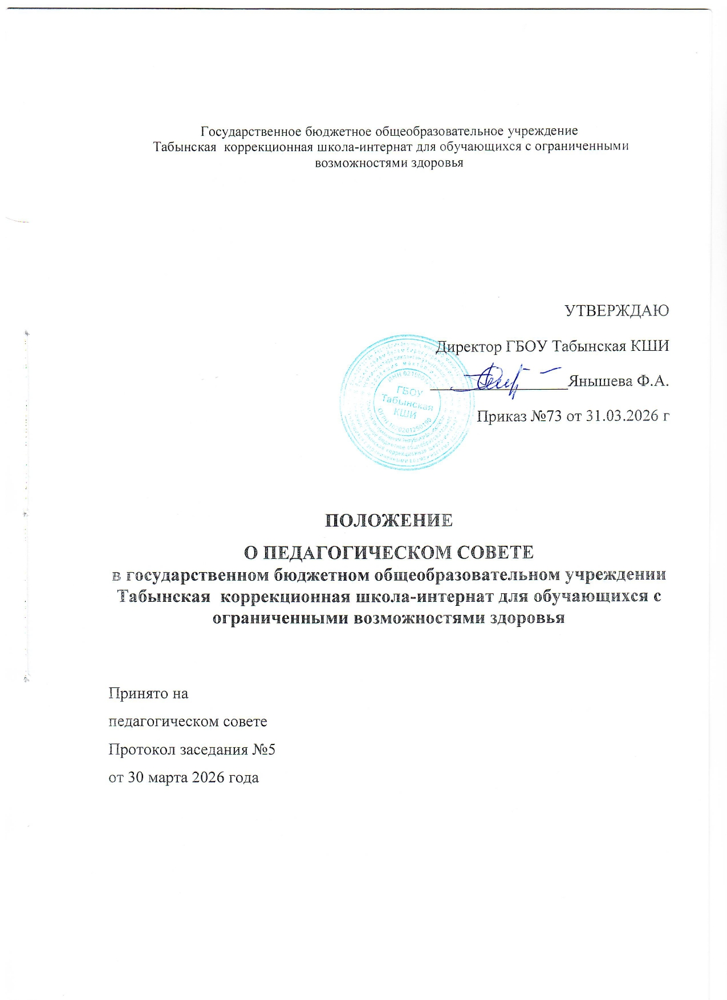 Государственное бюджетное общеобразовательное учреждение
Табынская коррекционная школа-интернат для обучающихся с ограниченными
возможностями здоровья
УТВЕРЖДАЮ
Директор ГБОУ Табынская КШИ
Янышева Ф.А.
Приказ №73 от 31.03.2026 г
ГБОУ
Табынская
КШИ
ПОЛОЖЕНИЕ
О ПЕДАГОГИЧЕСКОМ СОВЕТЕ
в государственном бюджетном общеобразовательном учреждении
Табынская коррекционная школа-интернат для обучающихся с
ограниченными возможностями здоровья
Принято на
педагогическом совете
Протокол заседания №5
от 30 марта 2026 года